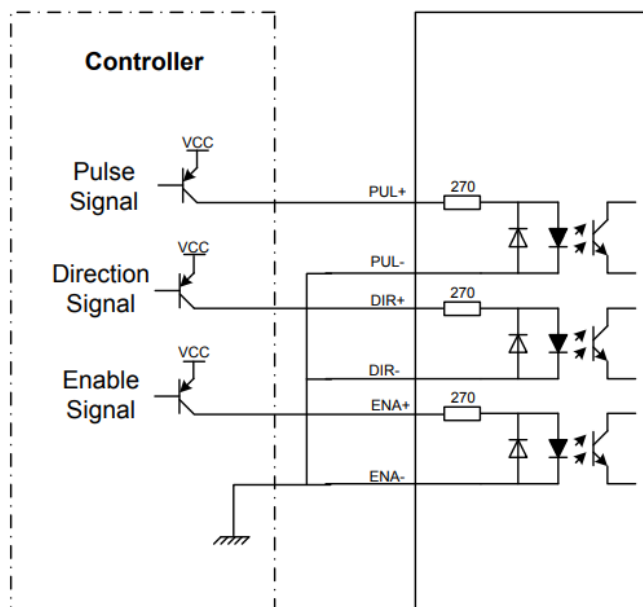 Controller
VCC
Pulse
Signal
PUL+
270
PUL-
VCC
Direction
Signal
DIR+
270
DIR-
VCC
Enable
Signal
ENA+
270
ENA-